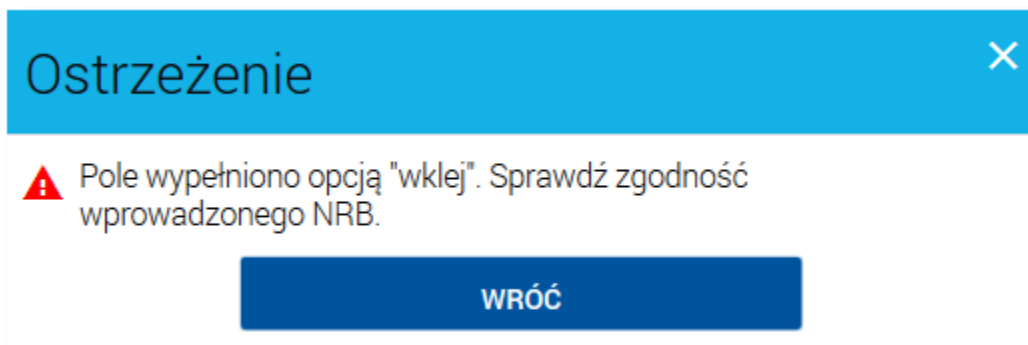 Ostrzeżenie
Pole wypełniono opcją "wklej". Sprawdź zgodność
wprowadzonego NRB.
WRÓĆ